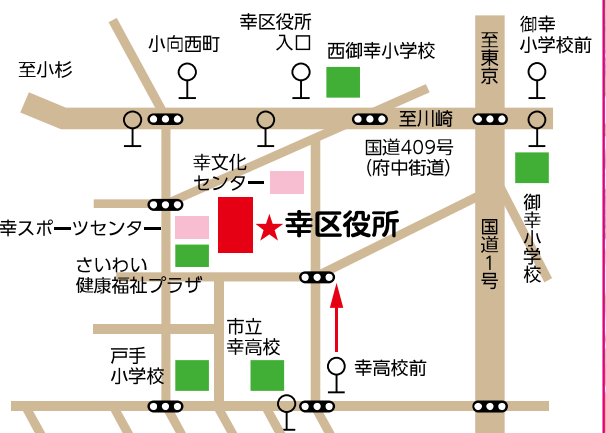 幸区役所
入口
御幸
小学校前
小向西町
西御幸小学校
至東京
至小杉
至川崎
国道409号
(府中街道)
幸文化
センター
御幸小学校
幸スポーツセンター
★幸区役所
国道1号
さいわい
健康福祉プラザ
市立
幸高校
戸手
小学校
幸高校前